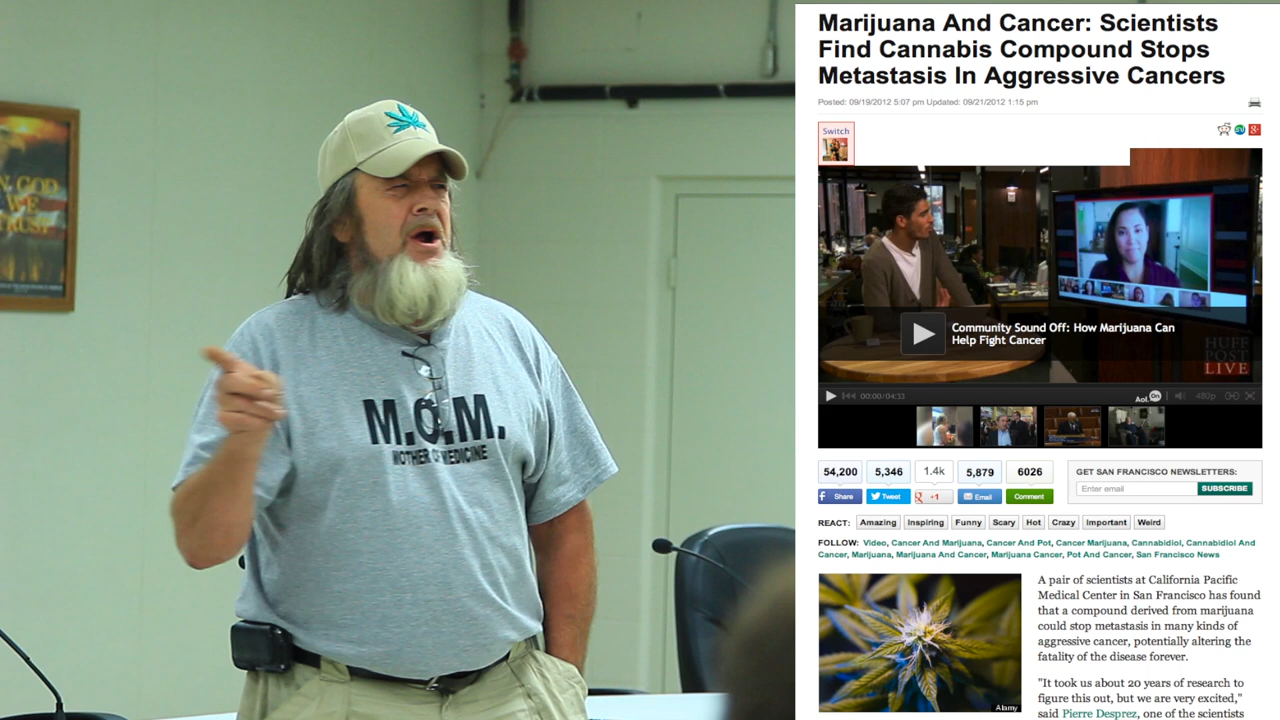 N, GOD
WE
TRUST
M.O.M.
MOTHER OF MEDICINE
Marijuana And Cancer: Scientists
Find Cannabis Compound Stops
Metastasis In Aggressive Cancers
Posted: 09/19/2012 5:07 pm Updated: 09/21/2012 1:15 pm
Switch
Community Sound Off: How Marijuana Can
Help Fight Cancer
HUFF
POST
LIVE
00:00/04:33
Aol. On
480p
54,200 5,346 1.4k 5,879 6026
Share Tweet +1 Email Comment
GET SAN FRANCISCO NEWSLETTERS:
Enter email SUBSCRIBE
REACT: Amazing Inspiring Funny Scary Hot Crazy Important Weird
FOLLOW: Video, Cancer And Marijuana, Cancer And Pot, Cancer Marijuana, Cannabidiol, Cannabidiol And
Cancer, Marijuana, Marijuana And Cancer, Marijuana Cancer, Pot And Cancer, San Francisco News
Alamy
A pair of scientists at California Pacific
Medical Center in San Francisco has found
that a compound derived from marijuana
could stop metastasis in many kinds of
aggressive cancer, potentially altering the
fatality of the disease forever.
"It took us about 20 years of research to
figure this out, but we are very excited,"
said Pierre Desprez, one of the scientists